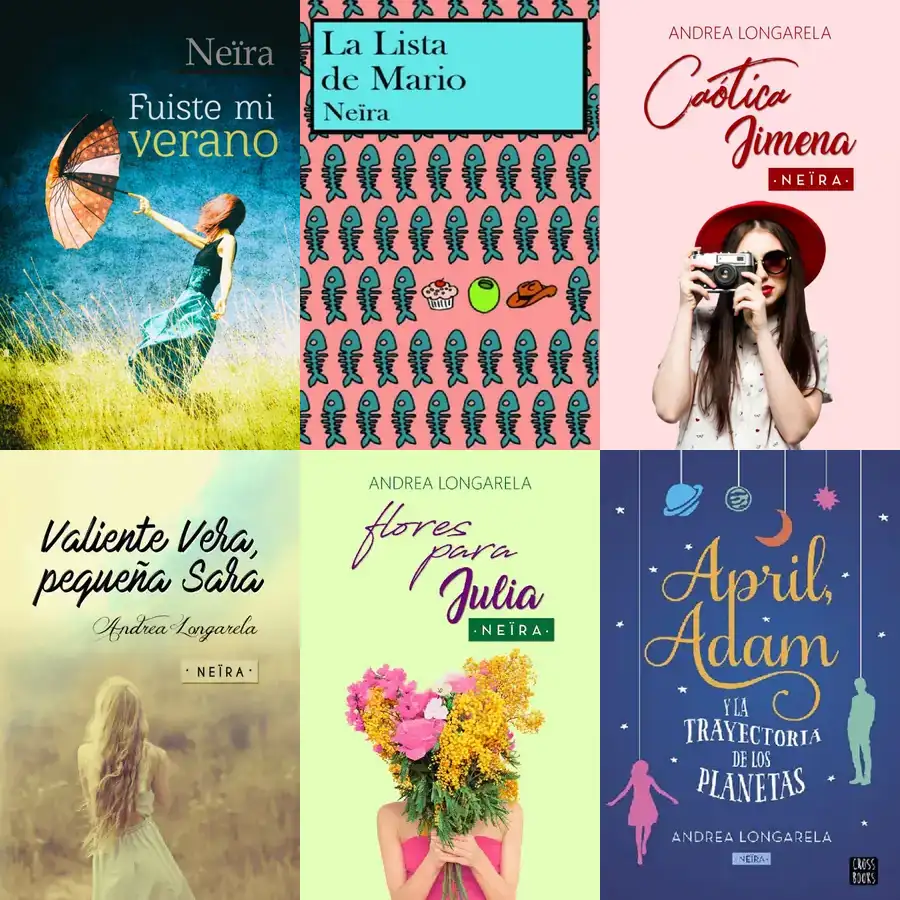 Neïra
Fuiste mi
verano
La Lista
de Mario
Neïra
ANDREA LONGARELA
Caótica
Jimena
·NEÏRA·
Valiente Vera,
pequeña Sara
Andrea Longarela
· NEÏRA ·
ANDREA LONGARELA
flores
para
Julia
·NEÏRA·
April,
Adam
Y LA
TRAYECTORIA
DE LOS
PLANETAS
ANDREA LONGARELA
NEÏRA
CROSS
BOOKS